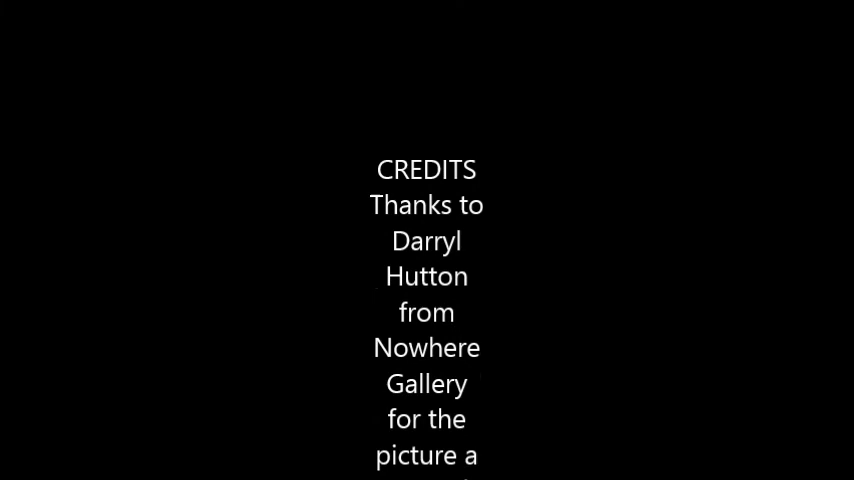 CREDITS
Thanks to
Darryl
Hutton
from
Nowhere
Gallery
for the
picture a